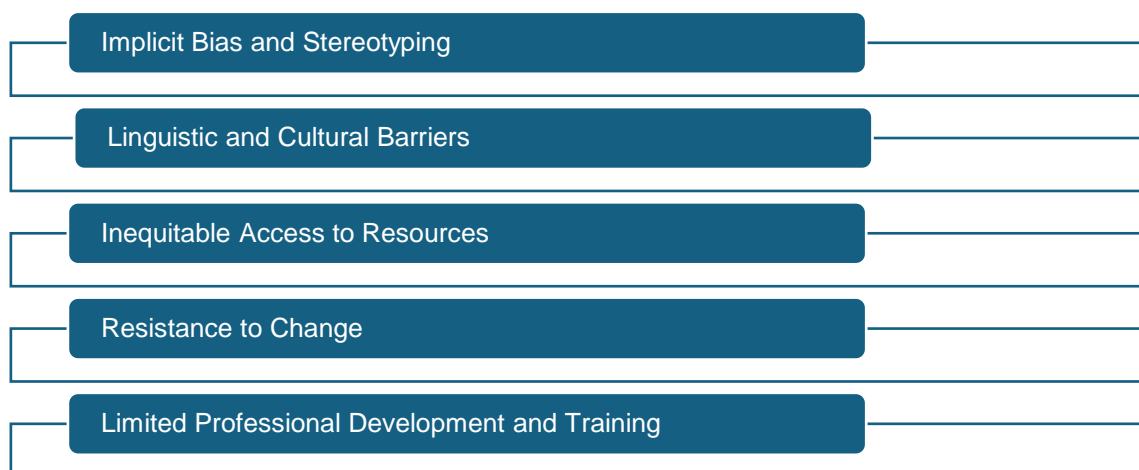 Implicit Bias and Stereotyping
Linguistic and Cultural Barriers
Inequitable Access to Resources
Resistance to Change
Limited Professional Development and Training